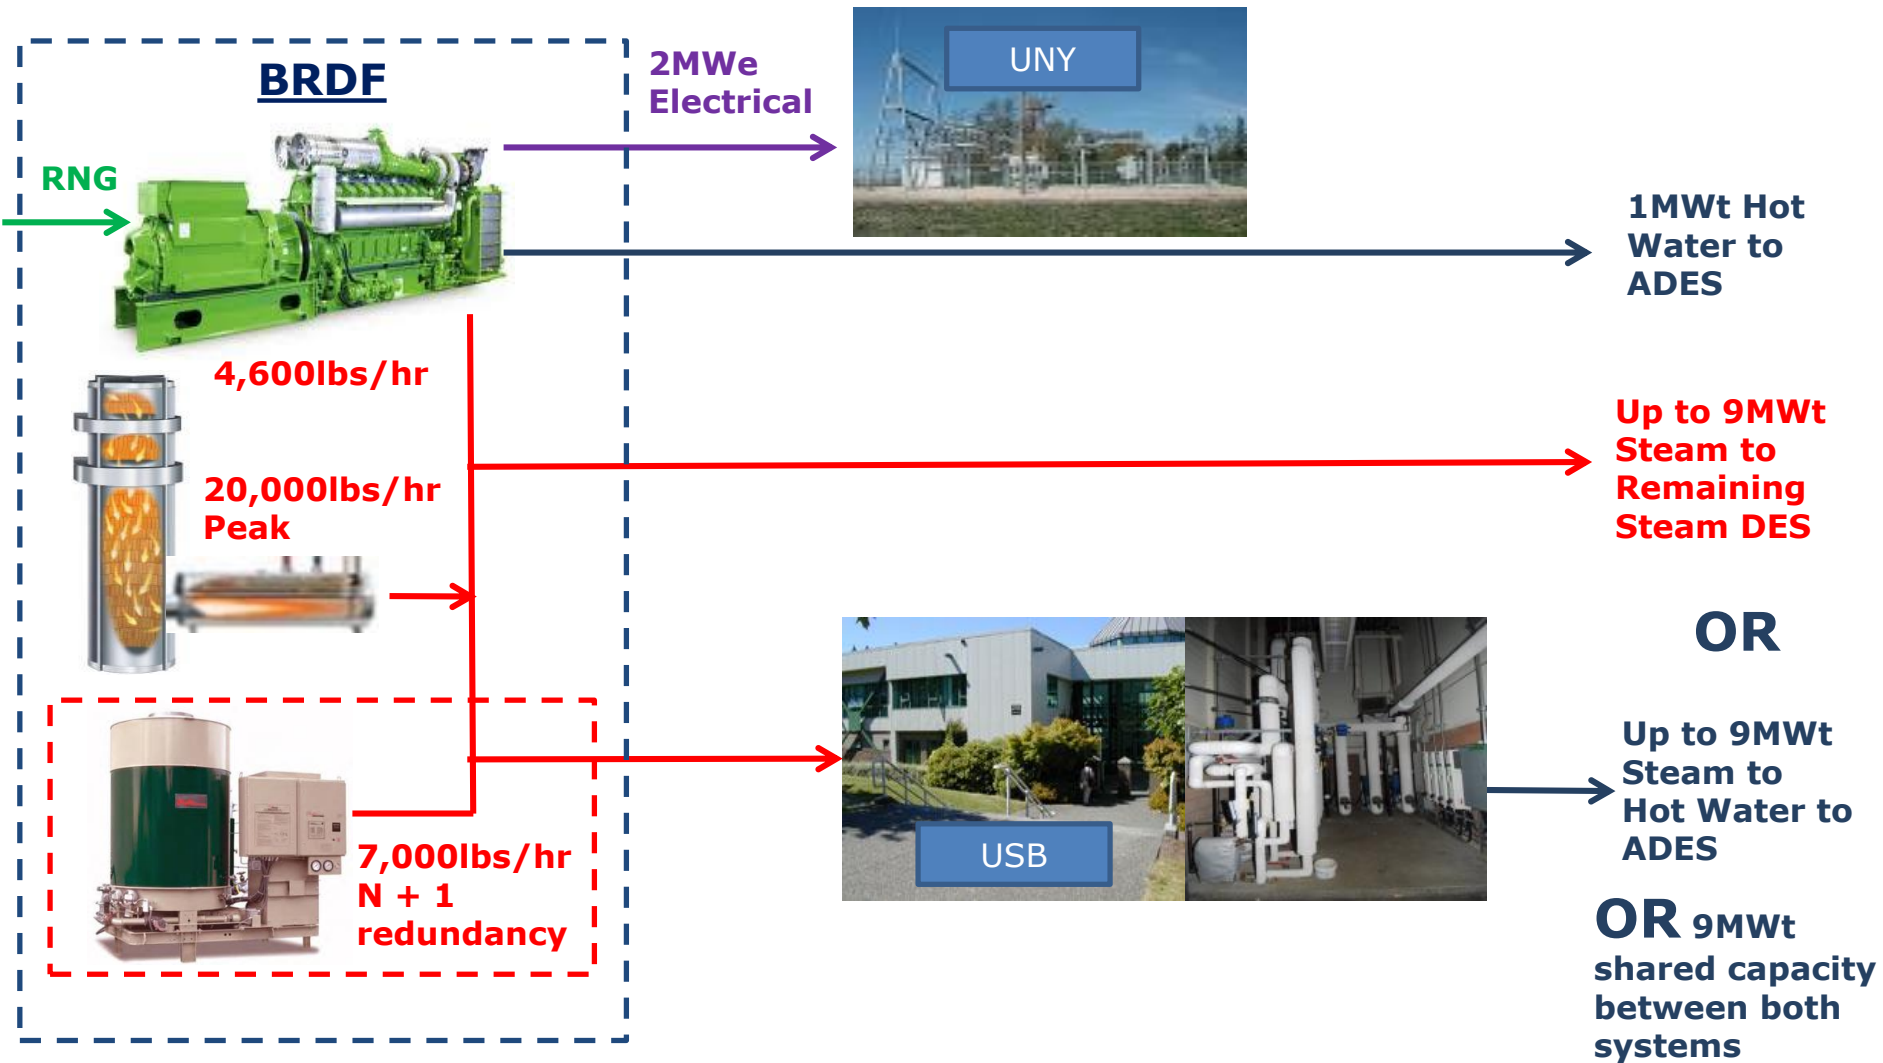 BRDF
RNG
2MWe
Electrical
UNY
1MWt Hot
Water to
ADES
4,600lbs/hr
20,000lbs/hr
Peak
Up to 9MWt
Steam to
Remaining
Steam DES
OR
7,000lbs/hr
N + 1
redundancy
USB
Up to 9MWt
Steam to
Hot Water to
ADES
OR 9MWt
shared capacity
between both
systems